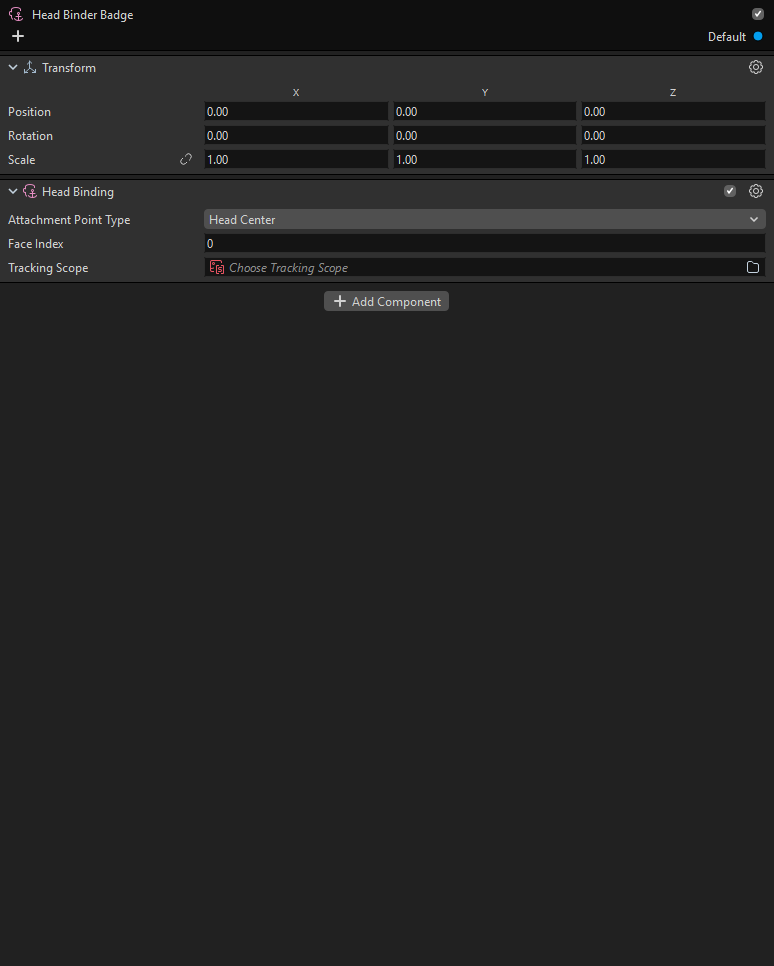 Head Binder Badge
Default
Transform
X Y Z
Position 0.00 0.00 0.00
Rotation 0.00 0.00 0.00
Scale 1.00 1.00 1.00
Head Binding
Attachment Point Type Head Center
Face Index 0
Tracking Scope Choose Tracking Scope
Add Component